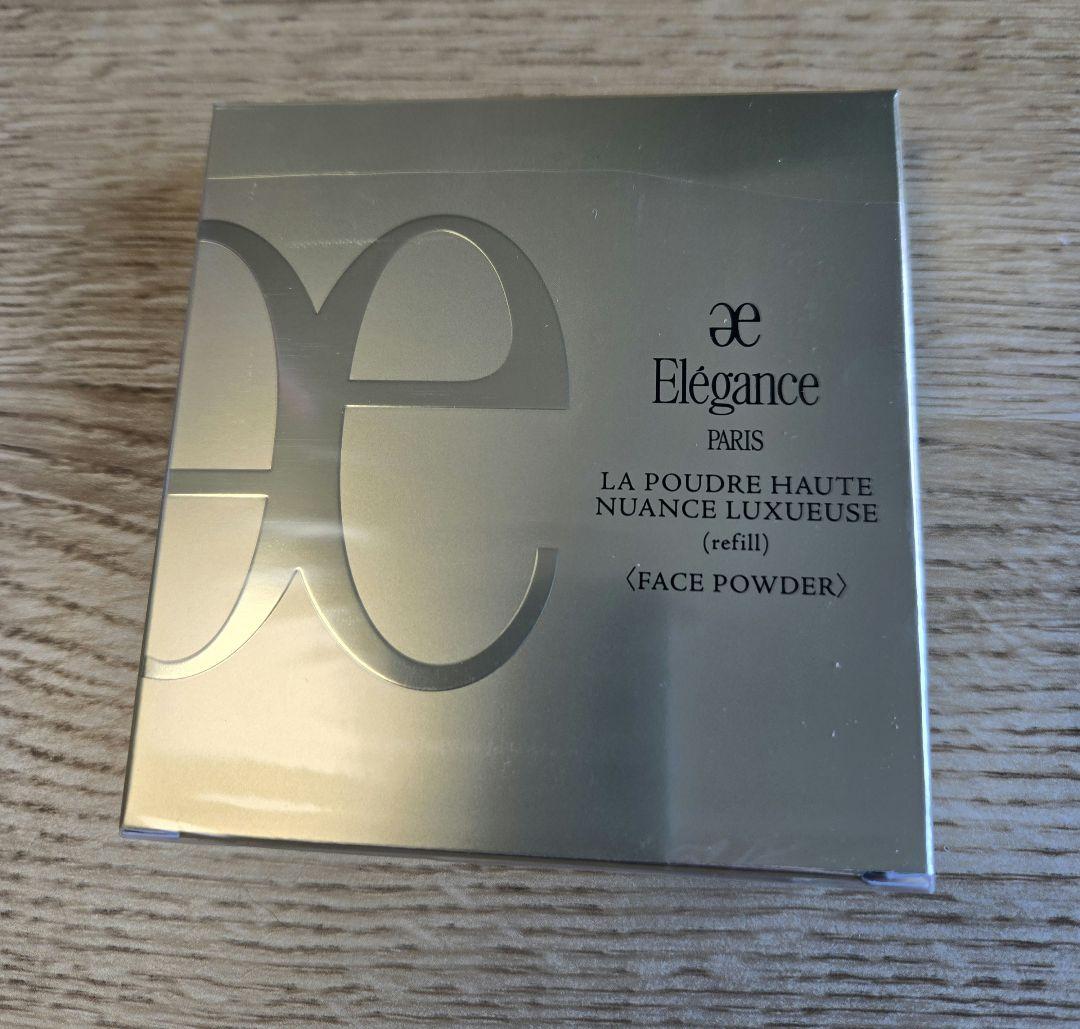 æ
Elégance
PARIS
LA POUDRE HAUTE
NUANCE LUXUEUSE
(refill)
〈FACE POWDER〉